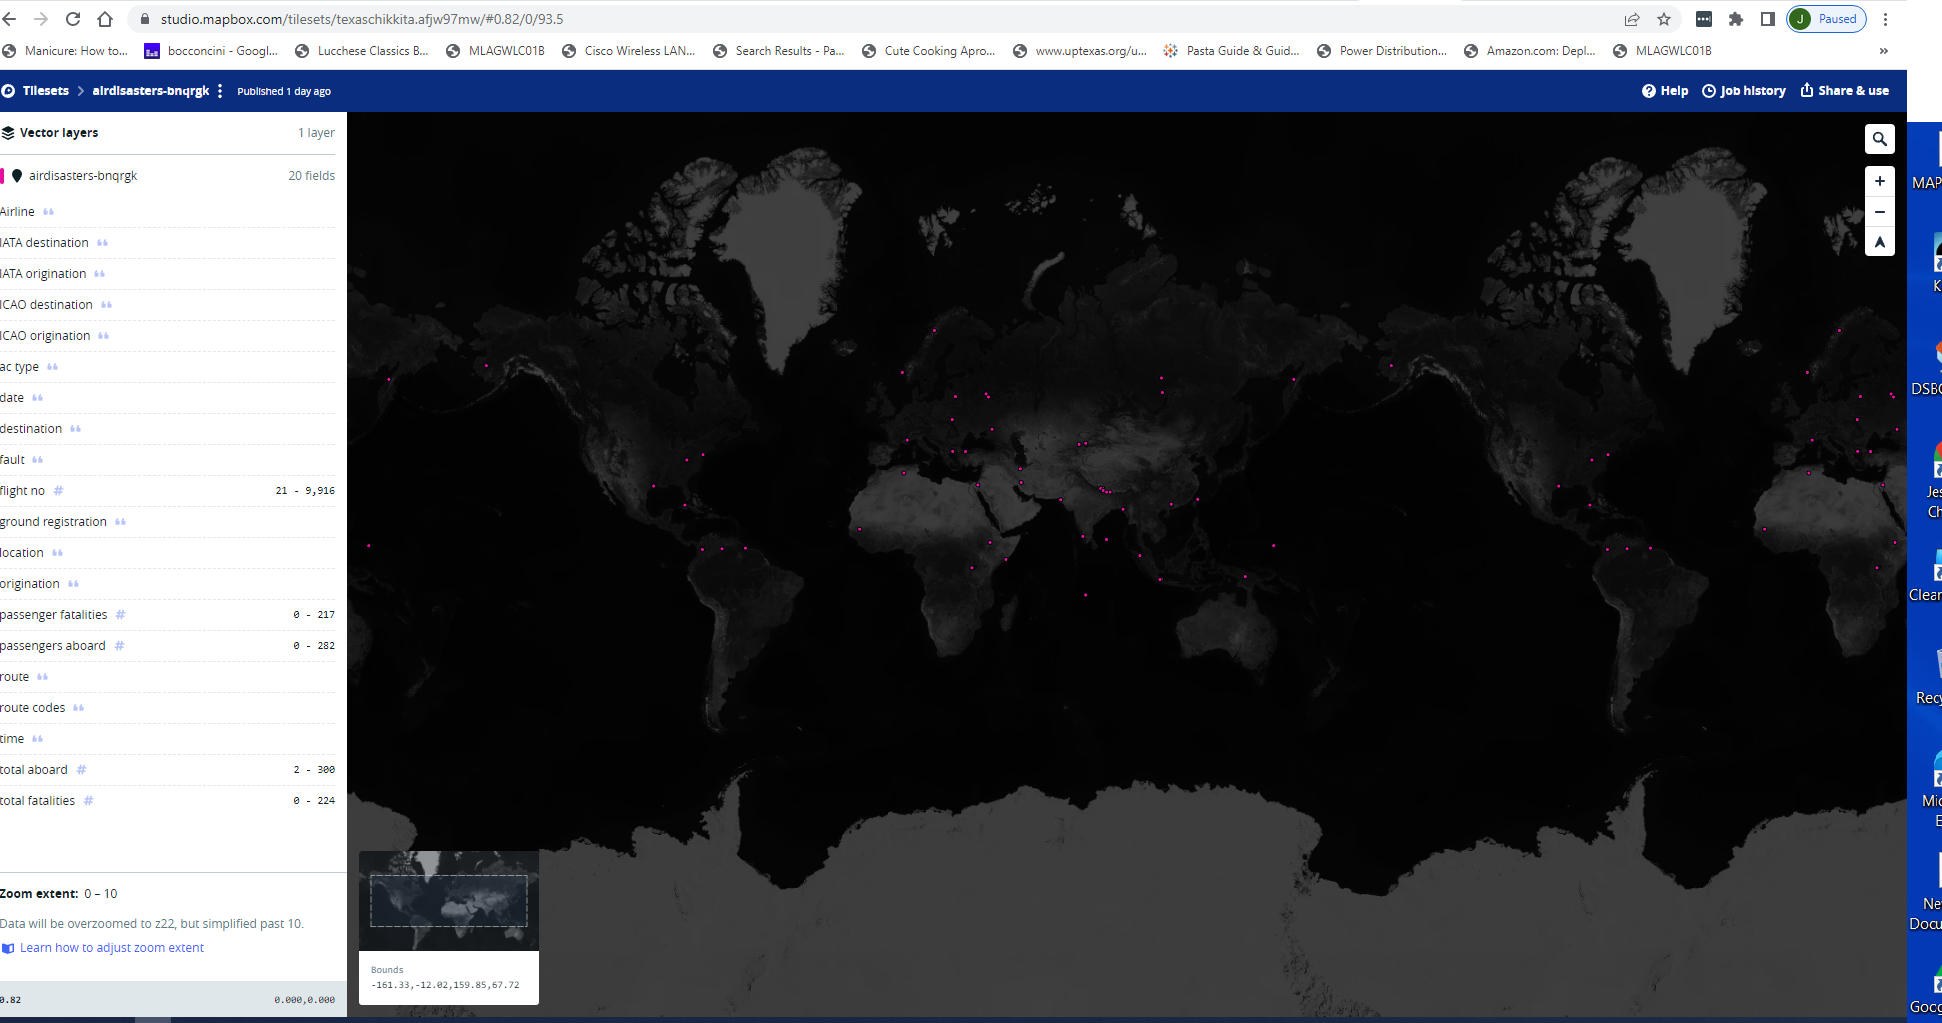 studio.mapbox.com/tilesets/texaschikkita.afjw97mw/#0.82/0/93.5
J Paused
Manicure: How to... bocconcini - Googl... Lucchese Classics B... MLAGWLC01B Cisco Wireless LAN... Search Results - Pa... Cute Cooking Apro... www.uptexas.org/u... Pasta Guide & Guid... Power Distribution... Amazon.com: Depl... MLAGWLC01B »
Tilesets > airdisasters-bnqrgk Published 1 day ago Help Job history Share & use
Vector layers 1 layer
airdisasters-bnqrgk 20 fields
Airline
IATA destination
IATA origination
ICAO destination
ICAO origination
ac type
date
destination
fault
flight no # 21 - 9,916
ground registration
location
origination
passenger fatalities # 0 - 217
passengers aboard # 0 - 282
route
route codes
time
total aboard # 2 - 300
total fatalities # 0 - 224
Zoom extent: 0 – 10
Data will be overzoomed to z22, but simplified past 10.
Learn how to adjust zoom extent
0.82 0.000,0.000
Bounds
-161.33,-12.02,159.85,67.72
MAP
K
DSB
Jes
Ch
Clear
Recy
Mic
E
Ne
Docu
Goog